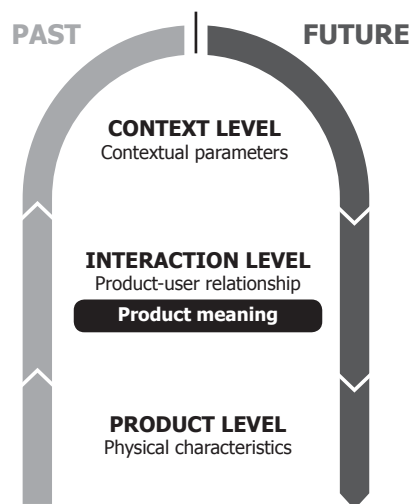 PAST
FUTURE
CONTEXT LEVEL
Contextual parameters
INTERACTION LEVEL
Product-user relationship
Product meaning
PRODUCT LEVEL
Physical characteristics